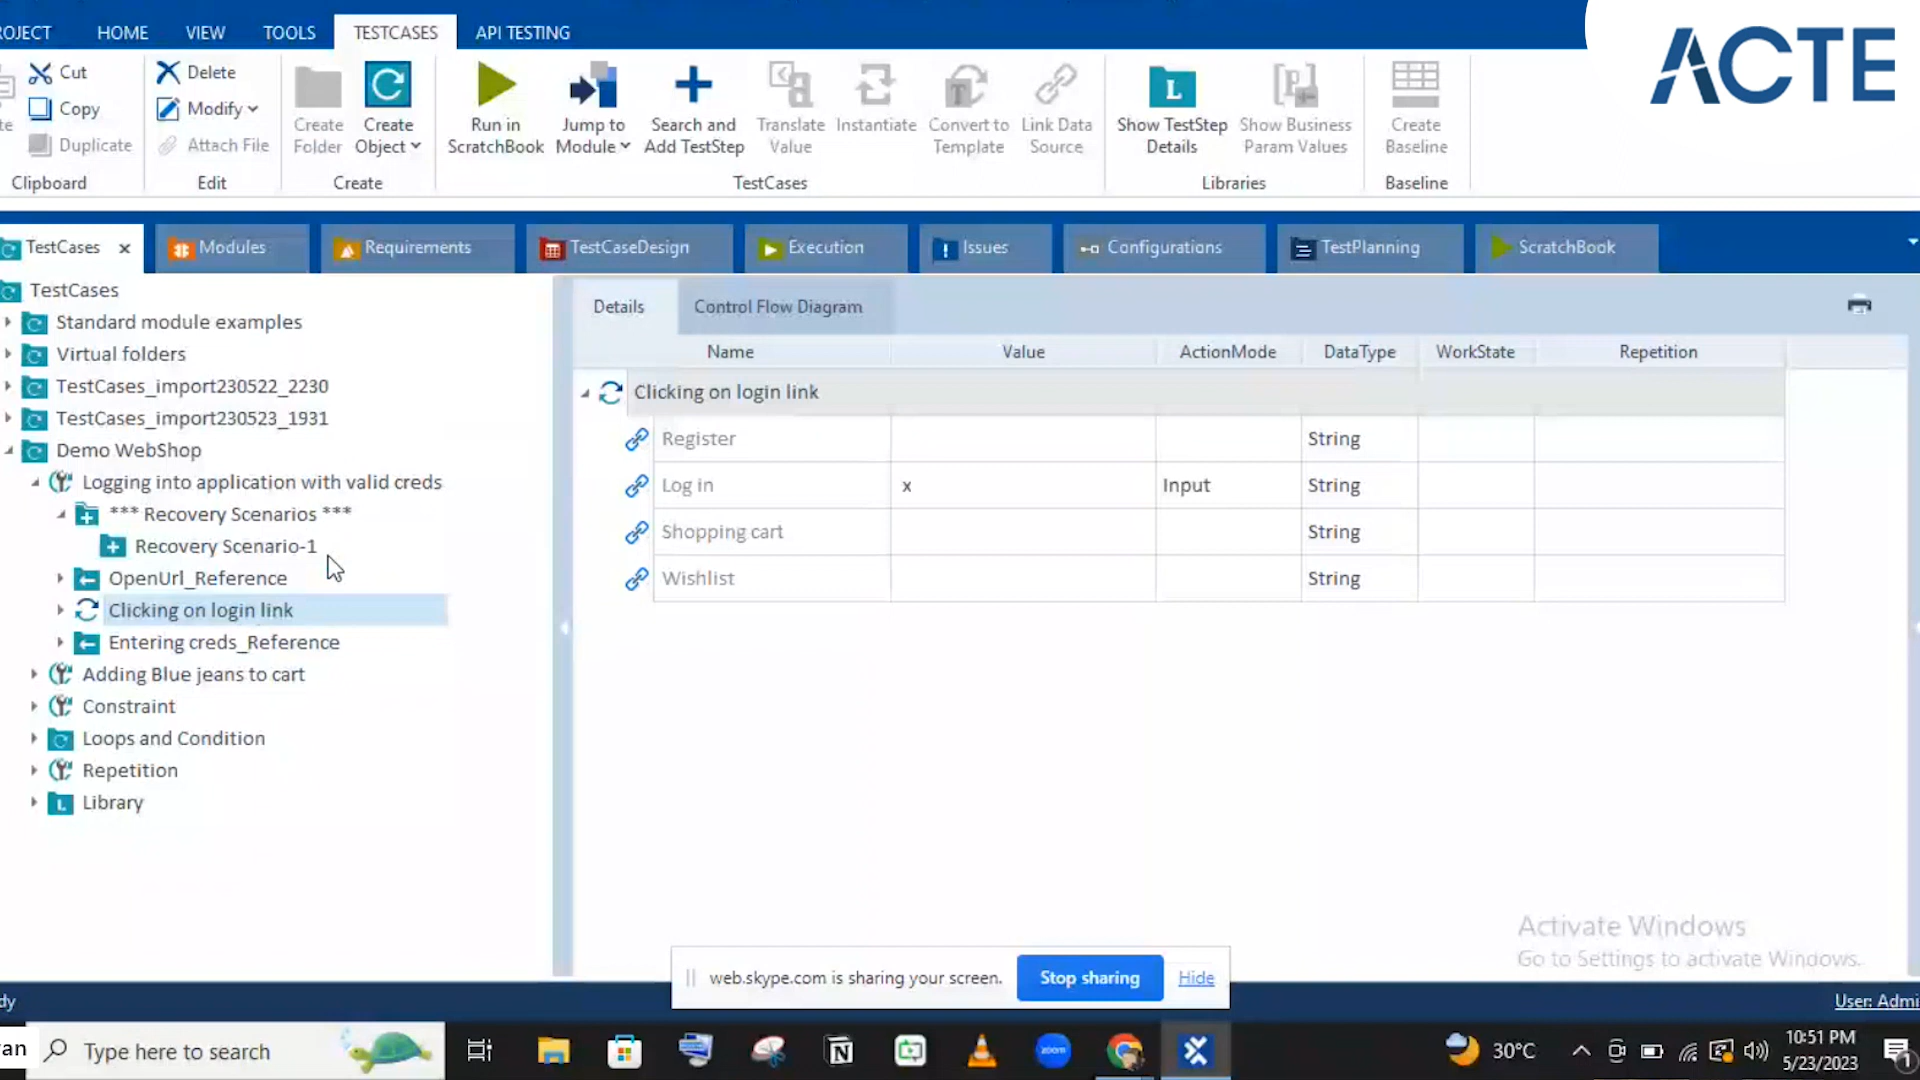 ROJECT HOME VIEW TOOLS TESTCASES API TESTING
ACTE
Cut
Copy
Duplicate
Clipboard
Delete
Modify
Attach File
Edit
Create Folder
Create Object
Create
Run in ScratchBook
Jump to Module
Search and Add TestStep
Translate Value
Instantiate
Convert to Template
Link Data Source
TestCases
Show TestStep Details
Show Business Param Values
Libraries
Create Baseline
Baseline
TestCases Modules Requirements TestCaseDesign Execution Issues Configurations TestPlanning ScratchBook
TestCases
Standard module examples
Virtual folders
TestCases_import230522_2230
TestCases_import230523_1931
Demo WebShop
Logging into application with valid creds
*** Recovery Scenarios ***
Recovery Scenario-1
OpenUrl_Reference
Clicking on login link
Entering creds_Reference
Adding Blue jeans to cart
Constraint
Loops and Condition
Repetition
Library
Details Control Flow Diagram
Name Value ActionMode DataType WorkState Repetition
Clicking on login link
Register String
Log in x Input String
Shopping cart String
Wishlist String
Activate Windows
Go to Settings to activate Windows.
web.skype.com is sharing your screen. Stop sharing Hide
dy
User: Admi
van
Type here to search
zoom
30°C
10:51 PM
5/23/2023
1